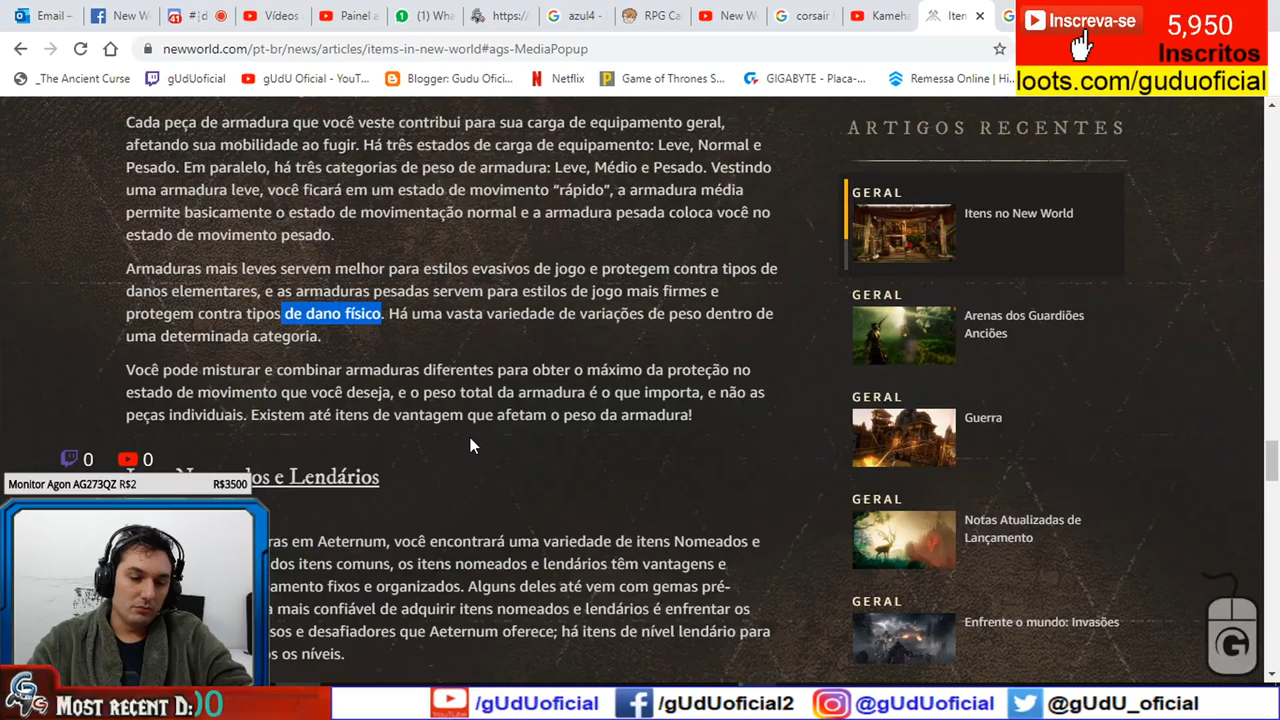 Email –
New W
#
Vídeos
Painel a
(1) Wha
https:/
azul4 -
RPG Ca
New W
corsair
Kameha
Iten
newworld.com/pt-br/news/articles/items-in-new-world#ags-MediaPopup
_The Ancient Curse
gUdUoficial
gUdU Oficial - YouT...
Blogger: Gudu Ofici...
Netflix
Game of Thrones S...
GIGABYTE - Placa-...
Remessa Online | Hi
Inscreva-se
5,950
Inscritos
loots.com/guduoficial
Cada peça de armadura que você veste contribui para sua carga de equipamento geral,
afetando sua mobilidade ao fugir. Há três estados de carga de equipamento: Leve, Normal e
Pesado. Em paralelo, há três categorias de peso de armadura: Leve, Médio e Pesado. Vestindo
uma armadura leve, você ficará em um estado de movimento “rápido”, a armadura média
permite basicamente o estado de movimentação normal e a armadura pesada coloca você no
estado de movimento pesado.
Armaduras mais leves servem melhor para estilos evasivos de jogo e protegem contra tipos de
danos elementares, e as armaduras pesadas servem para estilos de jogo mais firmes e
protegem contra tipos de dano físico. Há uma vasta variedade de variações de peso dentro de
uma determinada categoria.
Você pode misturar e combinar armaduras diferentes para obter o máximo da proteção no
estado de movimento que você deseja, e o peso total da armadura é o que importa, e não as
peças individuais. Existem até itens de vantagem que afetam o peso da armadura!
os e Lendários
ras em Aeternum, você encontrará uma variedade de itens Nomeados e
dos itens comuns, os itens nomeados e lendários têm vantagens e
amento fixos e organizados. Alguns deles até vem com gemas pré-
a mais confiável de adquirir itens nomeados e lendários é enfrentar os
sos e desafiadores que Aeternum oferece; há itens de nível lendário para
s os níveis.
ARTIGOS RECENTES
GERAL
Itens no New World
GERAL
Arenas dos Guardiões
Anciões
GERAL
Guerra
GERAL
Notas Atualizadas de
Lançamento
GERAL
Enfrente o mundo: Invasões
0
0
Monitor Agon AG273QZ R$2
R$3500
MOST RECENT D:
/gUdUoficial
/gUdUoficial2
@gUdUoficial
@gUdU_oficial